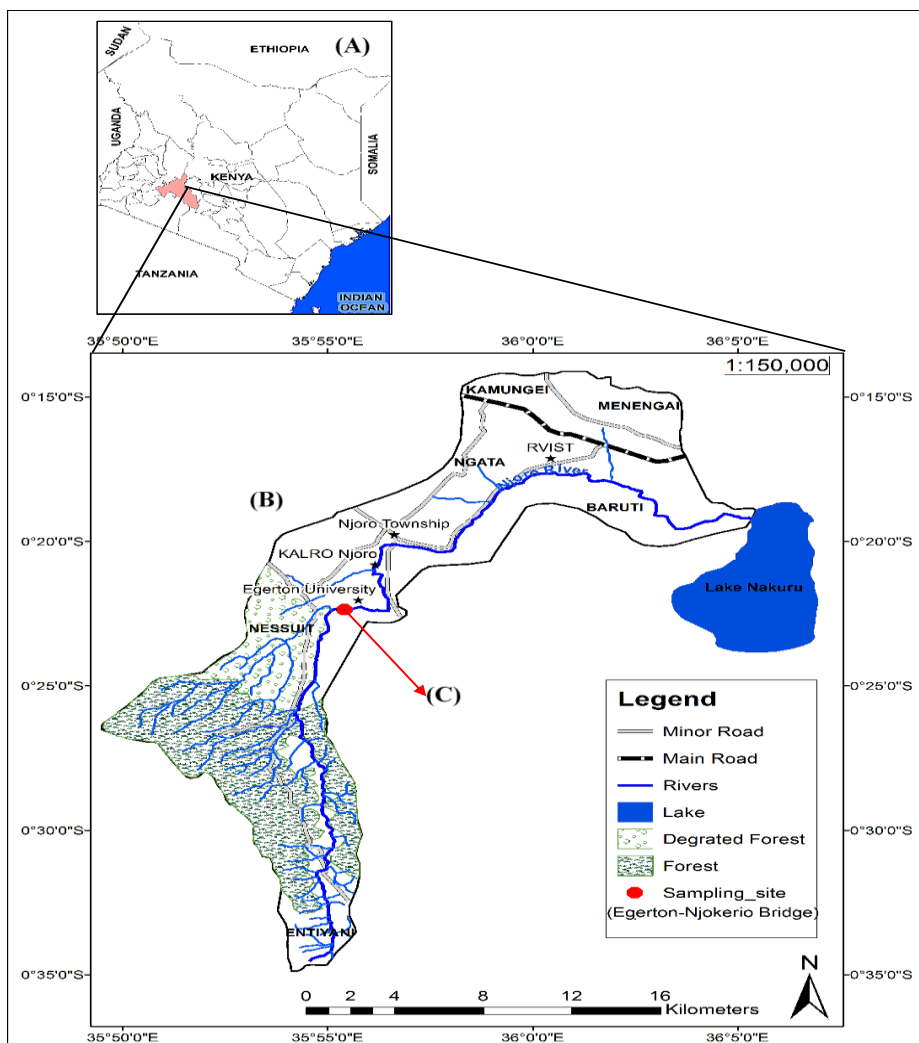 SUDAN
ETHIOPIA
(A)
UGANDA
SOMALIA
KENYA
TANZANIA
INDIAN
OCEAN
35°50'0"E
35°55'0"E
36°0'0"E
36°5'0"E
1:150,000
0°15'0"S
KAMUNGEI
0°15'0"S
MENENGAI
RVIST
NGATA
Njoro River
(B)
BARUTI
Njoro Township
0°20'0"S
0°20'0"S
KALRO Njoro
Egerton University
Lake Nakuru
NESSUIT
0°25'0"S
(C)
0°25'0"S
Legend
Minor Road
Main Road
Rivers
Lake
Degrated Forest
Forest
Sampling_site
(Egerton-Njokerio Bridge)
0°30'0"S
0°30'0"S
ENTIYANI
0°35'0"S
0°35'0"S
N
0 2 4 8 12 16
Kilometers
35°50'0"E
35°55'0"E
36°0'0"E
36°5'0"E